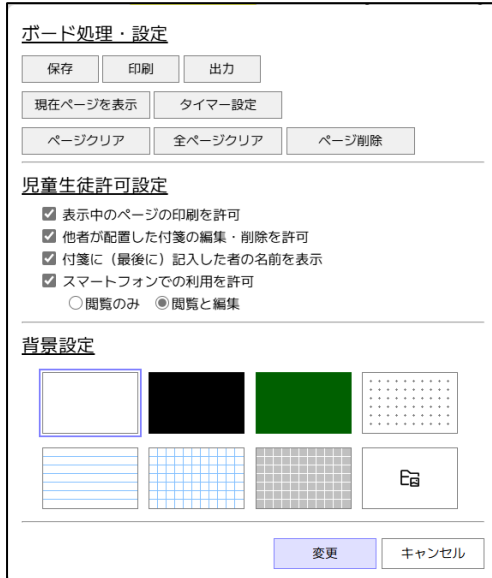 ボード処理・設定
保存 印刷 出力
現在ページを表示 タイマー設定
ページクリア 全ページクリア ページ削除
児童生徒許可設定
表示中のページの印刷を許可
他者が配置した付箋の編集・削除を許可
付箋に（最後に）記入した者の名前を表示
スマートフォンでの利用を許可
閲覧のみ 閲覧と編集
背景設定
変更 キャンセル